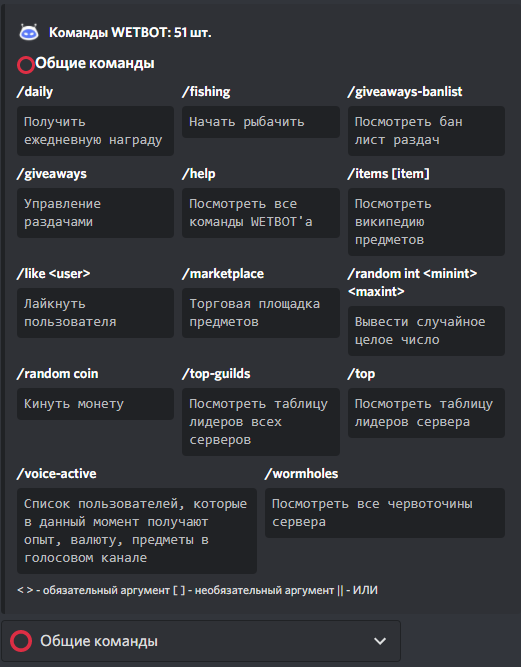 Команды WETBOT: 51 шт.
Общие команды
/daily
Получить
ежедневную награду
/fishing
Начать рыбачить
/giveaways-banlist
Посмотреть бан
лист раздач
/giveaways
Управление
раздачами
/help
Посмотреть все
команды WETBOT'а
/items [item]
Посмотреть
википедию
предметов
/like <user>
Лайкнуть
пользователя
/marketplace
Торговая площадка
предметов
/random int <minint>
<maxint>
Вывести случайное
целое число
/random coin
Кинуть монету
/top-guilds
Посмотреть таблицу
лидеров всех
серверов
/top
Посмотреть таблицу
лидеров сервера
/voice-active
Список пользователей, которые
в данный момент получают
опыт, валюту, предметы в
голосовом канале
/wormholes
Посмотреть все червоточины
сервера
< > - обязательный аргумент [ ] - необязательный аргумент || - ИЛИ
Общие команды